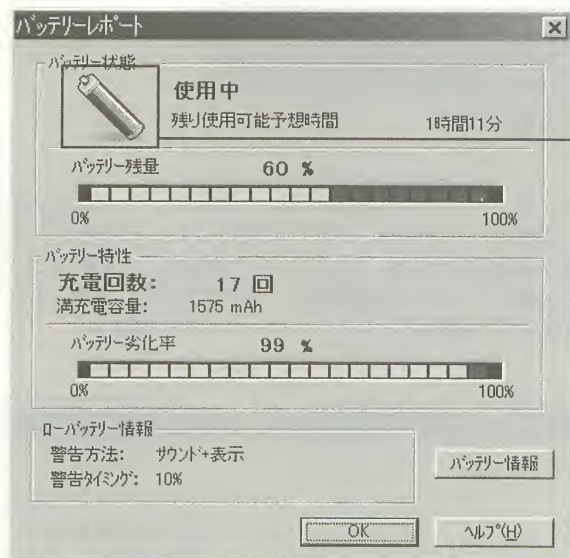 バッテリーレポート
バッテリー状態
使用中
残り使用可能予想時間 1時間11分
バッテリー残量 60 %
0% 100%
バッテリー特性
充電回数: 17 回
満充電容量: 1575 mAh
バッテリー劣化率 99 %
0% 100%
ローバッテリー情報
警告方法: サウンド+表示
警告タイミング: 10%
バッテリー情報
OK ヘルプ(H)